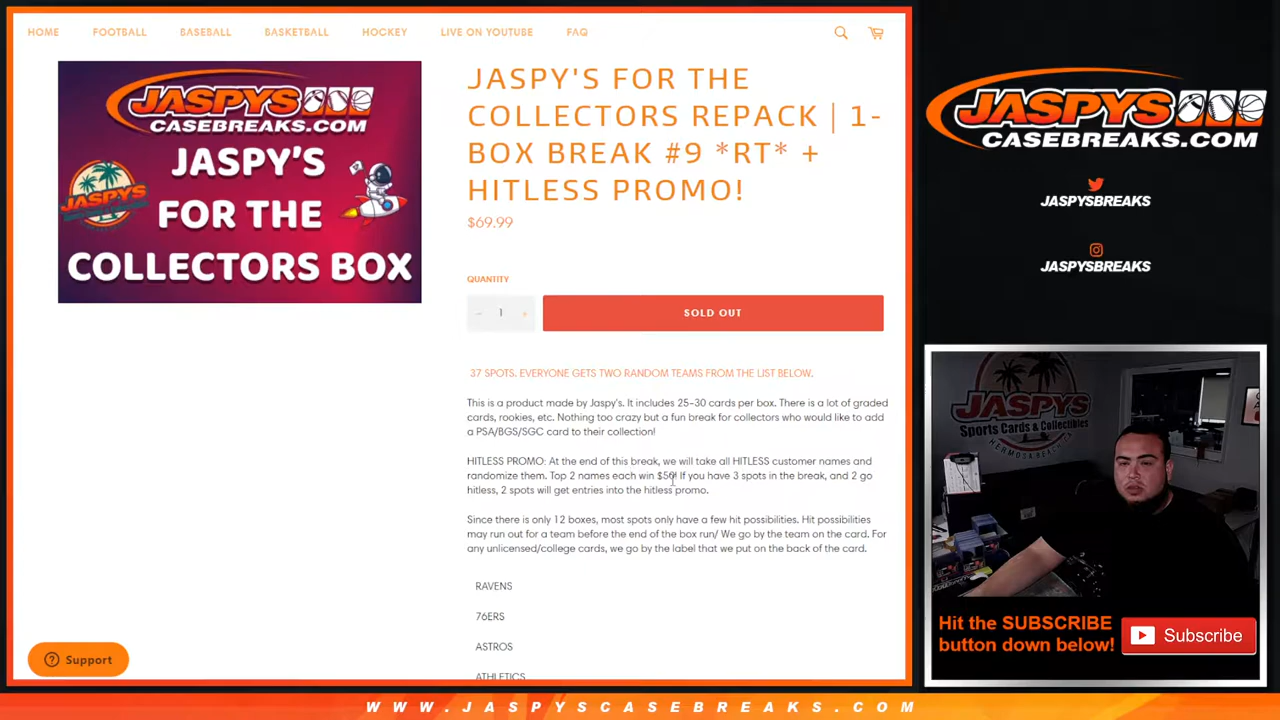 HOME FOOTBALL BASEBALL BASKETBALL HOCKEY LIVE ON YOUTUBE FAQ
JASPYS
CASEBREAKS.COM
JASPY'S
FOR THE
COLLECTORS BOX
JASPYS
JASPY'S FOR THE
COLLECTORS REPACK | 1-
BOX BREAK #9 *RT* +
HITLESS PROMO!
$69.99
QUANTITY
− 1 +
SOLD OUT
37 SPOTS. EVERYONE GETS TWO RANDOM TEAMS FROM THE LIST BELOW.
This is a product made by Jaspy's. It includes 25-30 cards per box. There is a lot of graded
cards, rookies, etc. Nothing too crazy but a fun break for collectors who would like to add
a PSA/BGS/SGC card to their collection!
HITLESS PROMO: At the end of this break, we will take all HITLESS customer names and
randomize them. Top 2 names each win $50! If you have 3 spots in the break, and 2 go
hitless, 2 spots will get entries into the hitless promo.
Since there is only 12 boxes, most spots only have a few hit possibilities. Hit possibilities
may run out for a team before the end of the box run/ We go by the team on the card. For
any unlicensed/college cards, we go by the label that we put on the back of the card.
RAVENS
76ERS
ASTROS
ATHLETICS
Support
JASPYS
CASEBREAKS.COM
JASPYSBREAKS
JASPYSBREAKS
JASPYS
Sports Cards & Collectibles
HERMOSA BEACH
Hit the SUBSCRIBE
button down below!
Subscribe
WWW.JASPYSCASEBREAKS.COM